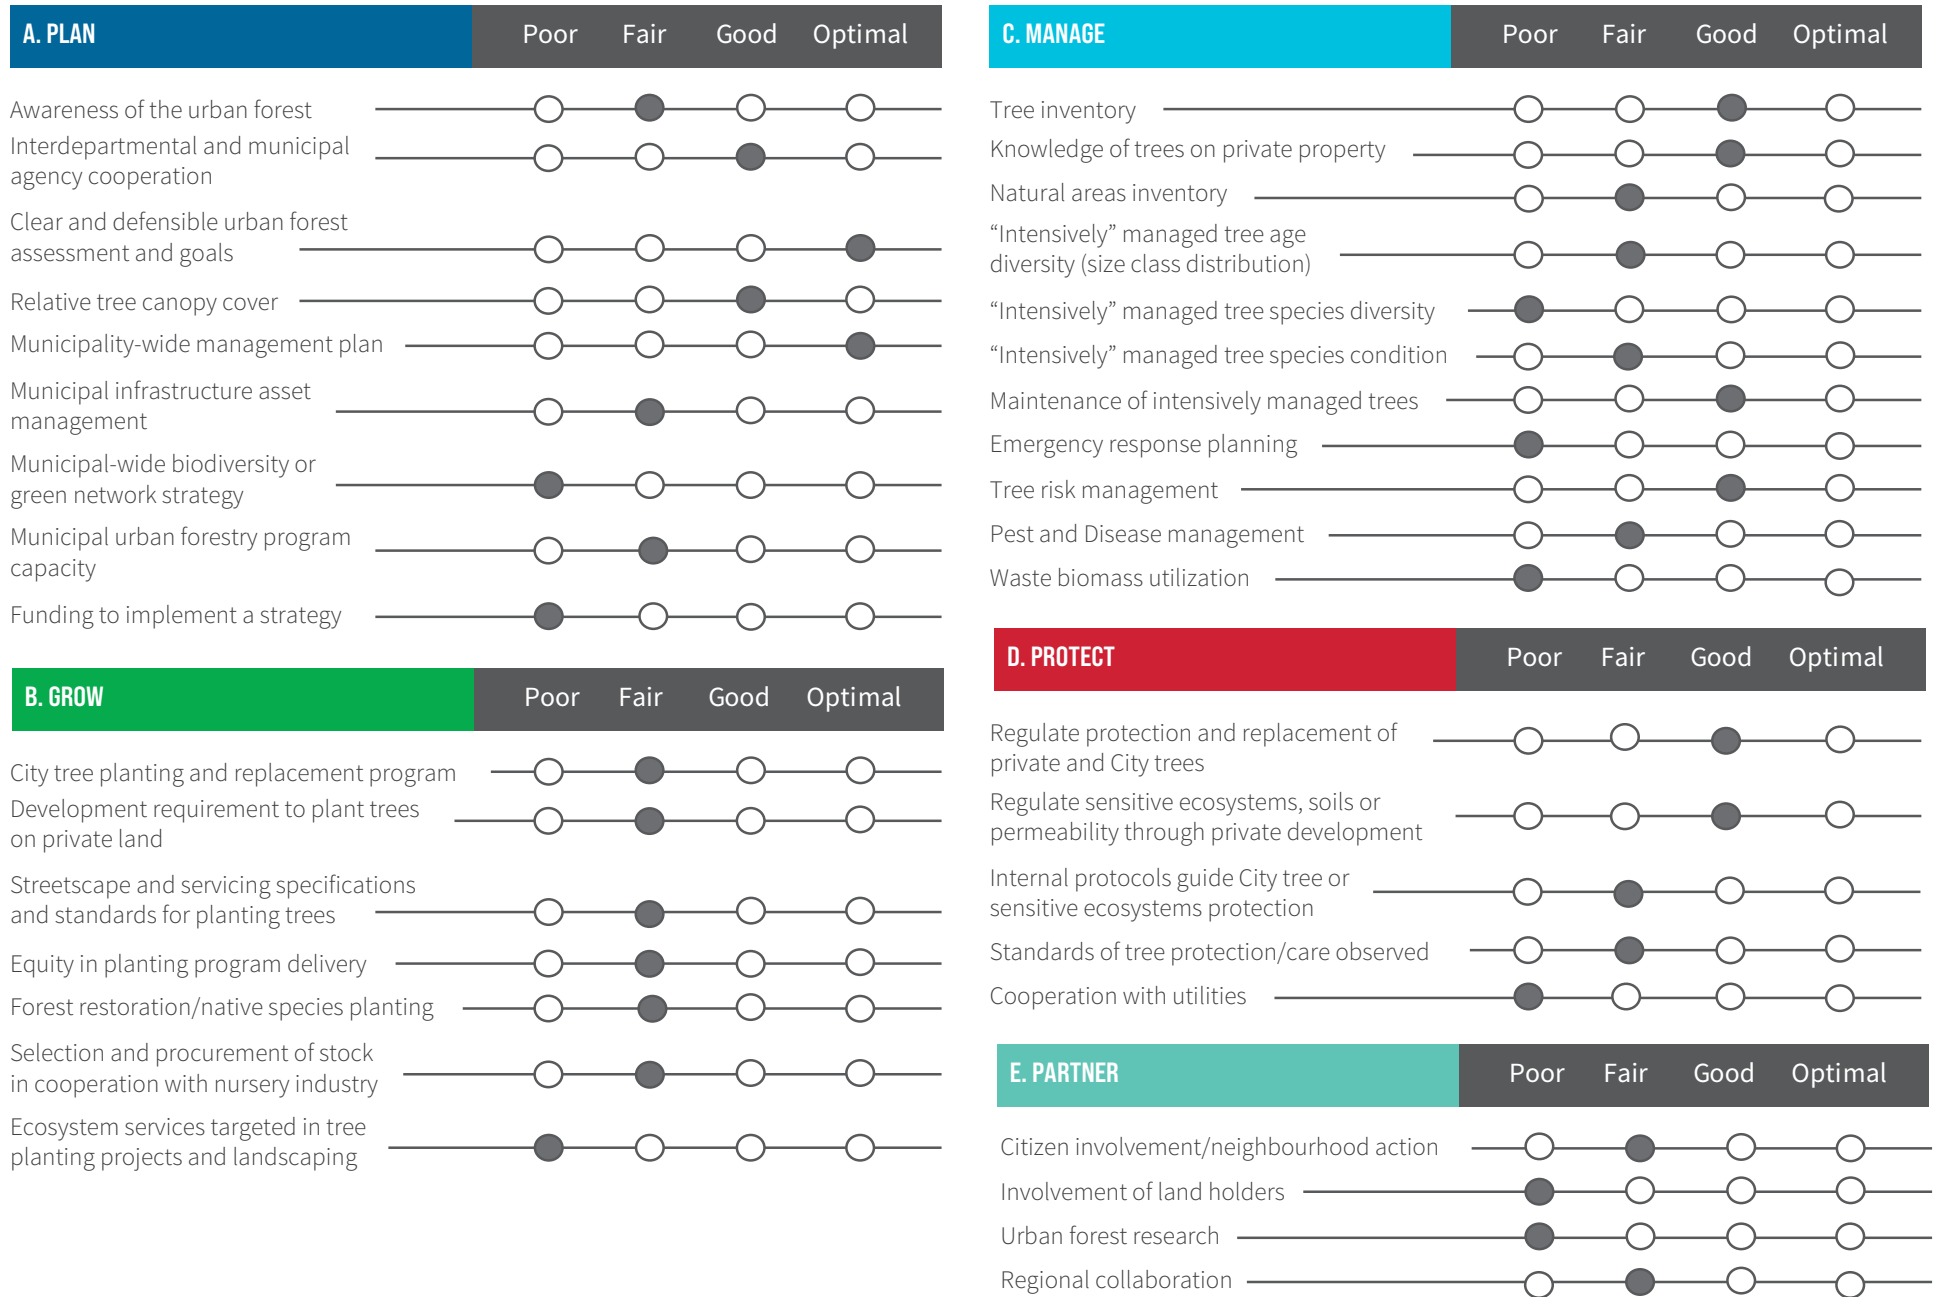 A. PLAN Poor Fair Good Optimal
Awareness of the urban forest
Interdepartmental and municipal
agency cooperation
Clear and defensible urban forest
assessment and goals
Relative tree canopy cover
Municipality-wide management plan
Municipal infrastructure asset
management
Municipal-wide biodiversity or
green network strategy
Municipal urban forestry program
capacity
Funding to implement a strategy
B. GROW Poor Fair Good Optimal
City tree planting and replacement program
Development requirement to plant trees
on private land
Streetscape and servicing specifications
and standards for planting trees
Equity in planting program delivery
Forest restoration/native species planting
Selection and procurement of stock
in cooperation with nursery industry
Ecosystem services targeted in tree
planting projects and landscaping
C. MANAGE Poor Fair Good Optimal
Tree inventory
Knowledge of trees on private property
Natural areas inventory
“Intensively” managed tree age
diversity (size class distribution)
“Intensively” managed tree species diversity
“Intensively” managed tree species condition
Maintenance of intensively managed trees
Emergency response planning
Tree risk management
Pest and Disease management
Waste biomass utilization
D. PROTECT Poor Fair Good Optimal
Regulate protection and replacement of
private and City trees
Regulate sensitive ecosystems, soils or
permeability through private development
Internal protocols guide City tree or
sensitive ecosystems protection
Standards of tree protection/care observed
Cooperation with utilities
E. PARTNER Poor Fair Good Optimal
Citizen involvement/neighbourhood action
Involvement of land holders
Urban forest research
Regional collaboration